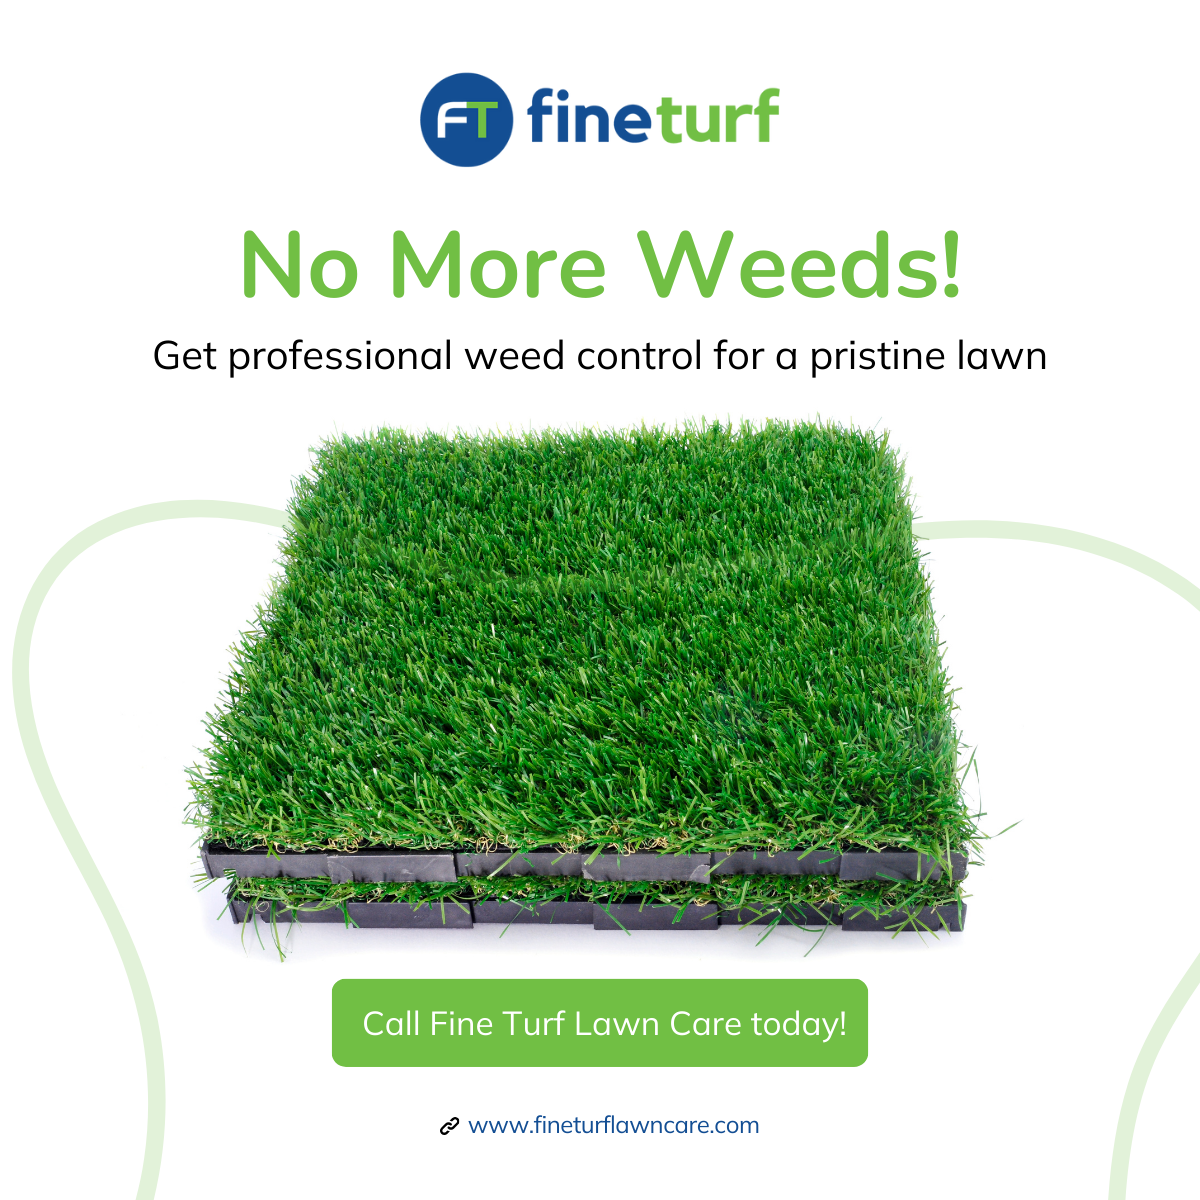 FT fineturf
No More Weeds!
Get professional weed control for a pristine lawn
Call Fine Turf Lawn Care today!
www.fineturflawncare.com